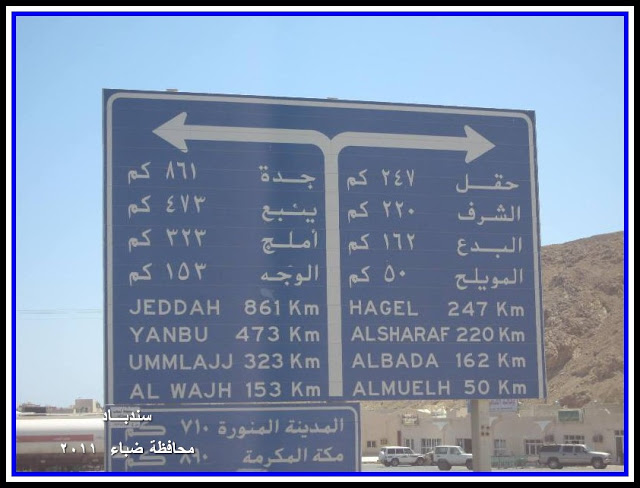 جدة ٨٦١ كم
ينبع ٤٧٣ كم
أملج ٣٢٣ كم
الوجه ١٥٣ كم
JEDDAH 861 Km
YANBU 473 Km
UMMLAJJ 323 Km
AL WAJH 153 Km
حقل ٢٤٧ كم
الشرف ٢٢٠ كم
البدع ١٦٢ كم
المويلح ٥٠ كم
HAGEL 247 Km
ALSHARAF 220 Km
ALBADA 162 Km
ALMUELH 50 Km
المدينة المنورة ٧١٠ كم
مكة المكرمة كم
سندباد
محافظة ضباء ٢٠١١